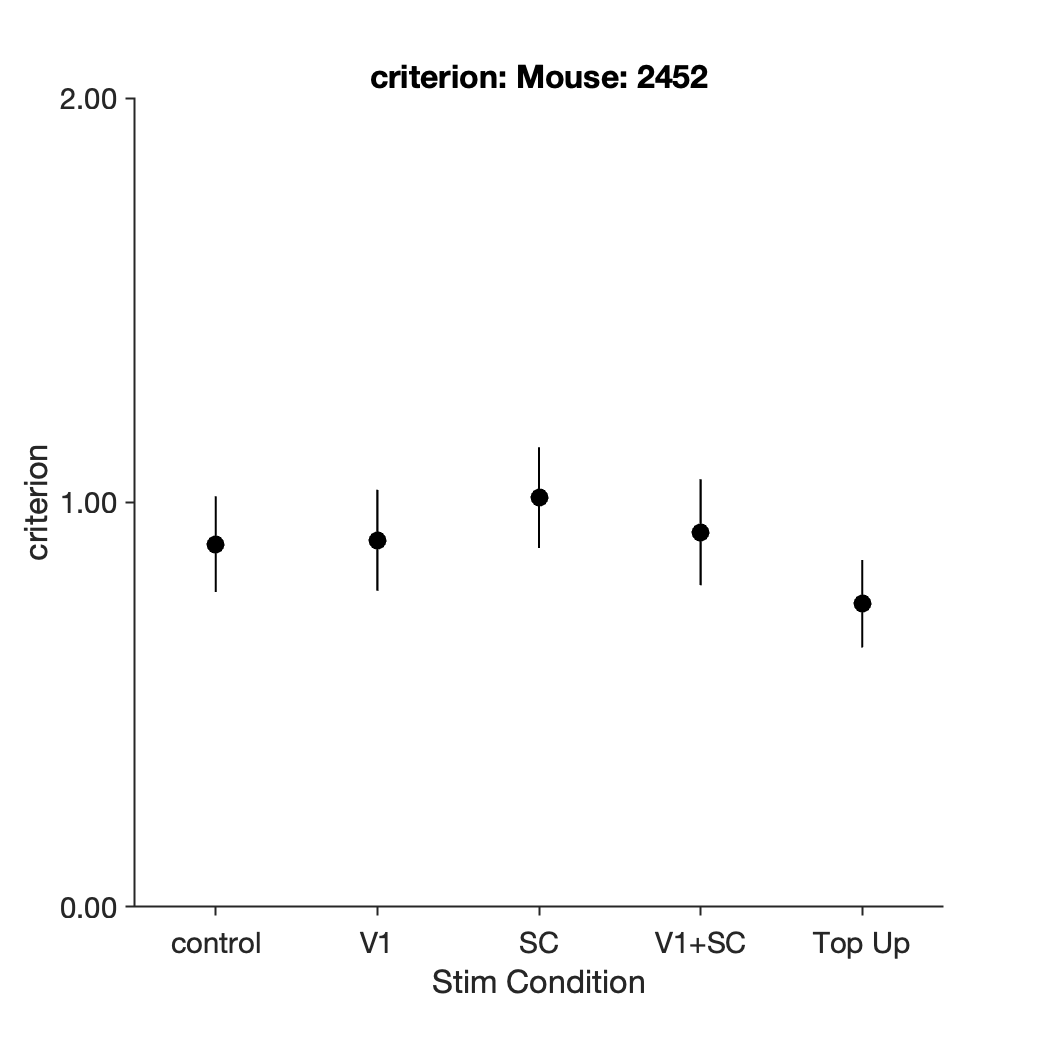 criterion: Mouse: 2452
2.00
1.00
0.00
criterion
control V1 SC V1+SC Top Up
Stim Condition